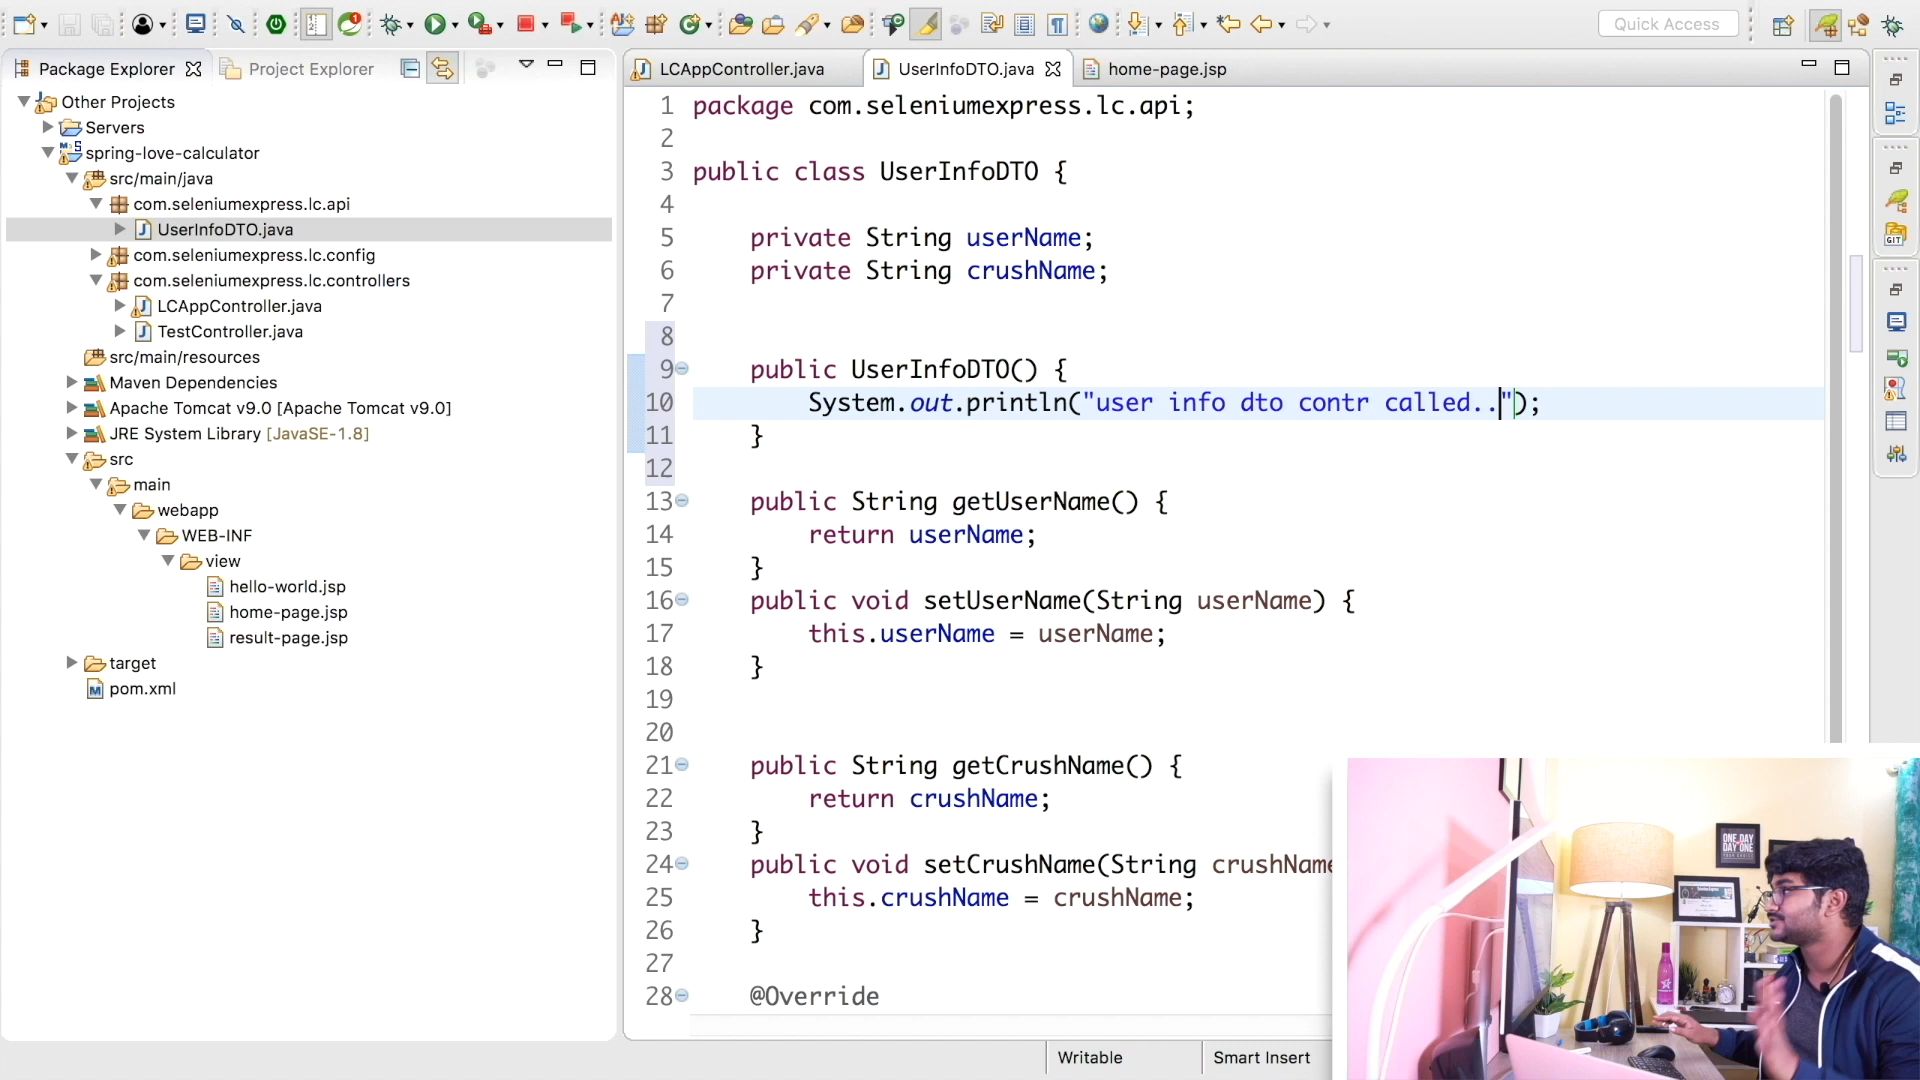 Quick Access
Package Explorer
Project Explorer
Other Projects
Servers
spring-love-calculator
src/main/java
com.seleniumexpress.lc.api
UserInfoDTO.java
com.seleniumexpress.lc.config
com.seleniumexpress.lc.controllers
LCAppController.java
TestController.java
src/main/resources
Maven Dependencies
Apache Tomcat v9.0 [Apache Tomcat v9.0]
JRE System Library [JavaSE-1.8]
src
main
webapp
WEB-INF
view
hello-world.jsp
home-page.jsp
result-page.jsp
target
pom.xml
LCAppController.java
UserInfoDTO.java
home-page.jsp
1 package com.seleniumexpress.lc.api;
2
3 public class UserInfoDTO {
4
5 private String userName;
6 private String crushName;
7
8
9 public UserInfoDTO() {
10 System.out.println("user info dto contr called..");
11 }
12
13 public String getUserName() {
14 return userName;
15 }
16 public void setUserName(String userName) {
17 this.userName = userName;
18 }
19
20
21 public String getCrushName() {
22 return crushName;
23 }
24 public void setCrushName(String crushName
25 this.crushName = crushName;
26 }
27
28 @Override
Writable
Smart Insert
GIT
ONE DAY
DAY ONE